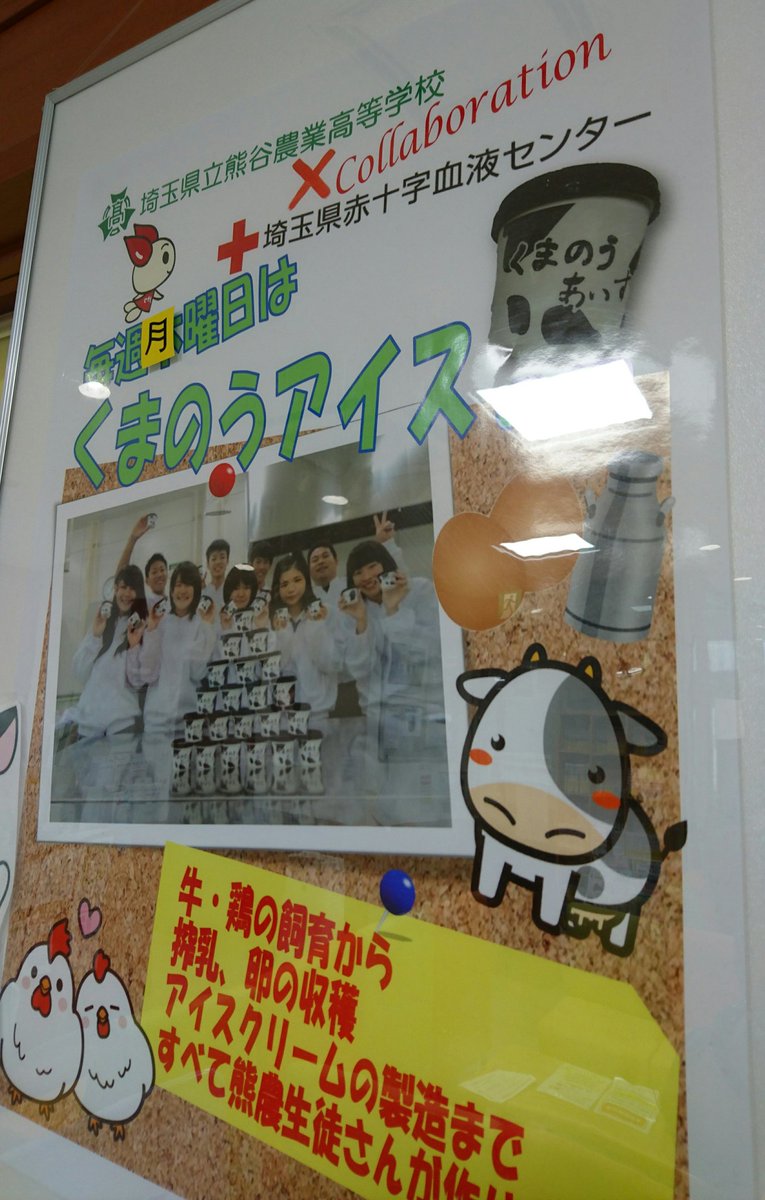 埼玉県立熊谷農業高等学校
×Collaboration
+埼玉県赤十字血液センター
毎週月曜日は
くまのうアイス
くまのう
あいす
牛・鶏の飼育から
搾乳、卵の収穫
アイスクリームの製造まで
すべて熊農生徒さんが作